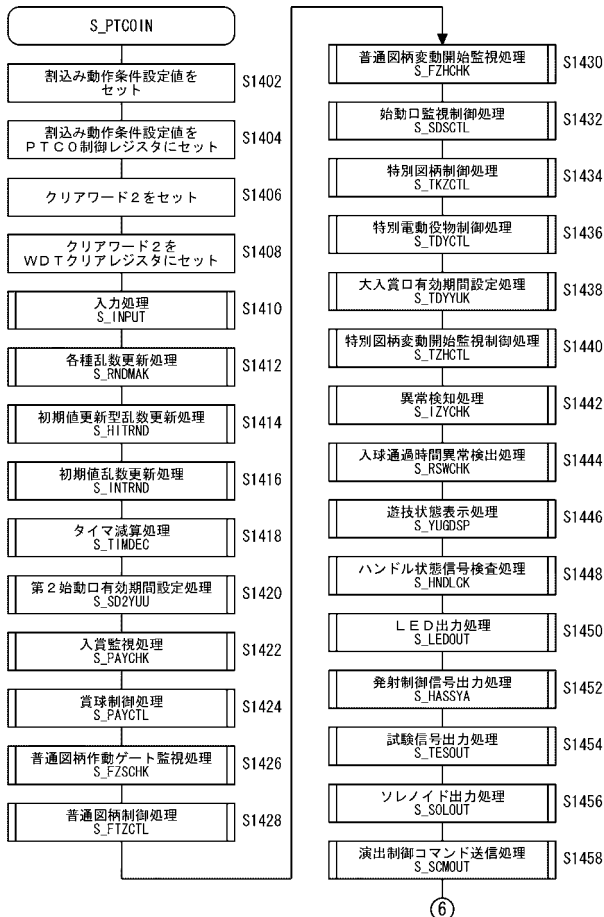 S_PTCOIN
割込み動作条件設定値を
セット
S1402
割込み動作条件設定値を
ＰＴＣ０制御レジスタにセット
S1404
クリアワード２をセット
S1406
クリアワード２を
ＷＤＴクリアレジスタにセット
S1408
入力処理
S_INPUT
S1410
各種乱数更新処理
S_RNDMAK
S1412
初期値更新型乱数更新処理
S_HITRND
S1414
初期値乱数更新処理
S_INTRND
S1416
タイマ減算処理
S_TIMDEC
S1418
第２始動口有効期間設定処理
S_SD2YUU
S1420
入賞監視処理
S_PAYCHK
S1422
賞球制御処理
S_PAYCTL
S1424
普通図柄作動ゲート監視処理
S_FZSCHK
S1426
普通図柄制御処理
S_FTZCTL
S1428
普通図柄変動開始監視処理
S_FZHCHK
S1430
始動口監視制御処理
S_SDSCTL
S1432
特別図柄制御処理
S_TKZCTL
S1434
特別電動役物制御処理
S_TDYCTL
S1436
大入賞口有効期間設定処理
S_TDYYUK
S1438
特別図柄変動開始監視制御処理
S_TZHCTL
S1440
異常検知処理
S_IZYCHK
S1442
入球通過時間異常検出処理
S_RSWCHK
S1444
遊技状態表示処理
S_YUGDSP
S1446
ハンドル状態信号検査処理
S_HNDLCK
S1448
ＬＥＤ出力処理
S_LEDOUT
S1450
発射制御信号出力処理
S_HASSYA
S1452
試験信号出力処理
S_TESOUT
S1454
ソレノイド出力処理
S_SOLOUT
S1456
演出制御コマンド送信処理
S_SCMOUT
S1458
6